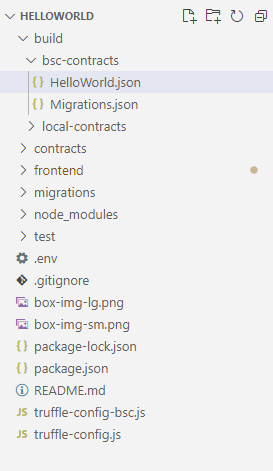 HELLOWORLD
build
bsc-contracts
{} HelloWorld.json
{} Migrations.json
local-contracts
contracts
frontend
migrations
node_modules
test
.env
.gitignore
box-img-lg.png
box-img-sm.png
{} package-lock.json
{} package.json
README.md
JS truffle-config-bsc.js
JS truffle-config.js